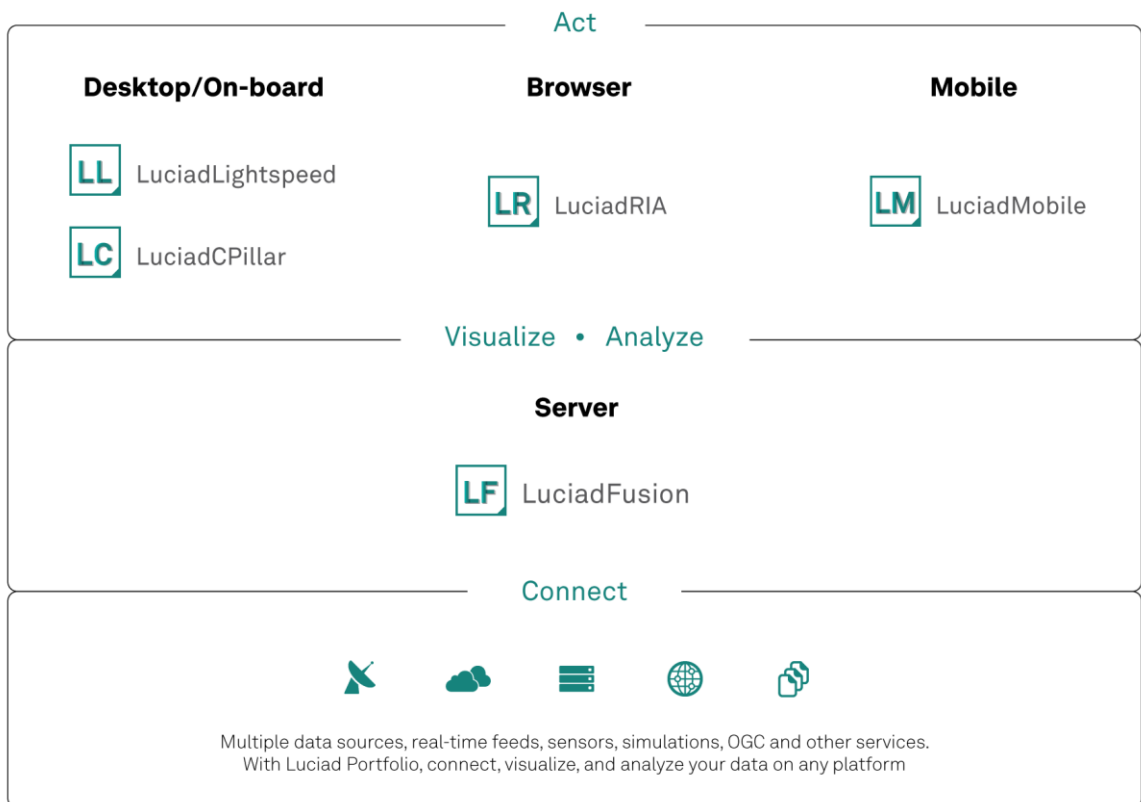 Act
Desktop/On-board
Browser
Mobile
LL LuciadLightspeed
LR LuciadRIA
LM LuciadMobile
LC LuciadCPillar
Visualize • Analyze
Server
LF LuciadFusion
Connect
Multiple data sources, real-time feeds, sensors, simulations, OGC and other services.
With Luciad Portfolio, connect, visualize, and analyze your data on any platform